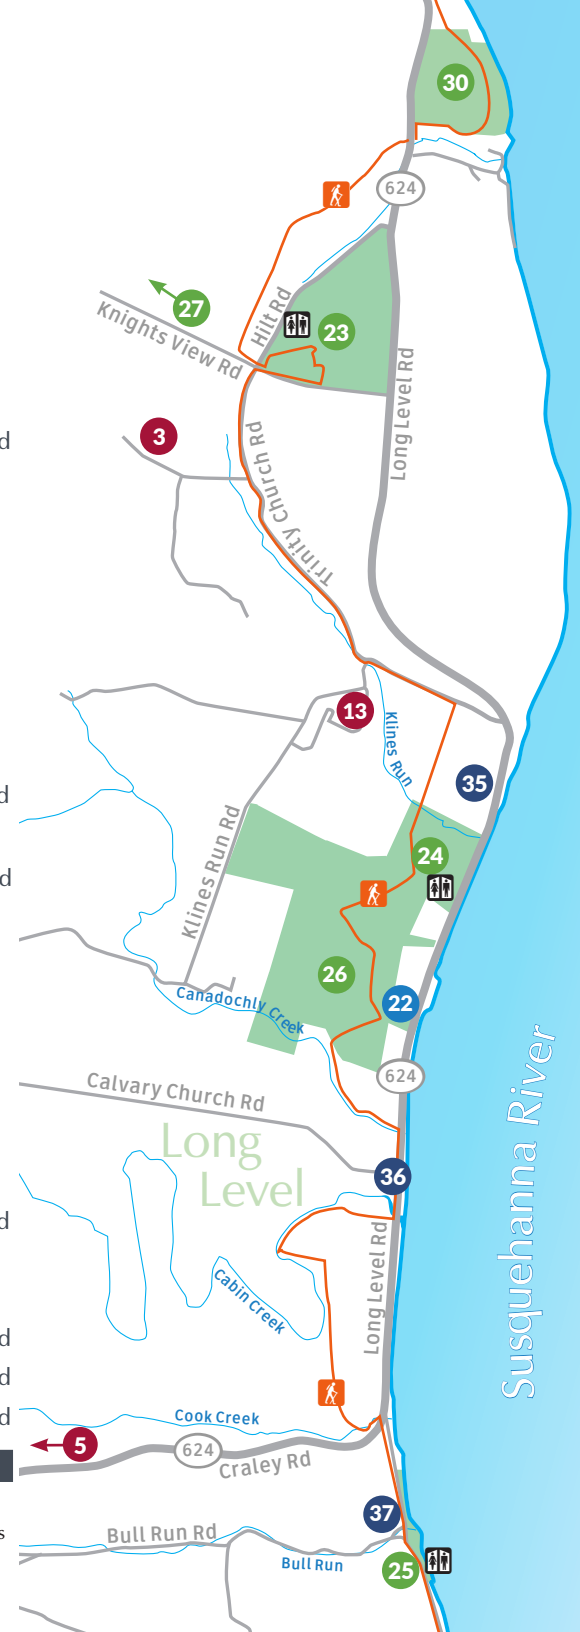 30
624
27
Hilt Rd
23
Knights View Rd
Long Level Rd
d
3
Trinity Church Rd
13
Klines Run
35
d
Klines Run Rd
24
d
26
22
Canadochly Creek
Susquehanna River
624
Calvary Church Rd
Long
Level
36
d
Long Level Rd
Cabin Creek
d
d
d
Cook Creek
5
624
Craley Rd
37
s
Bull Run Rd
Bull Run
25